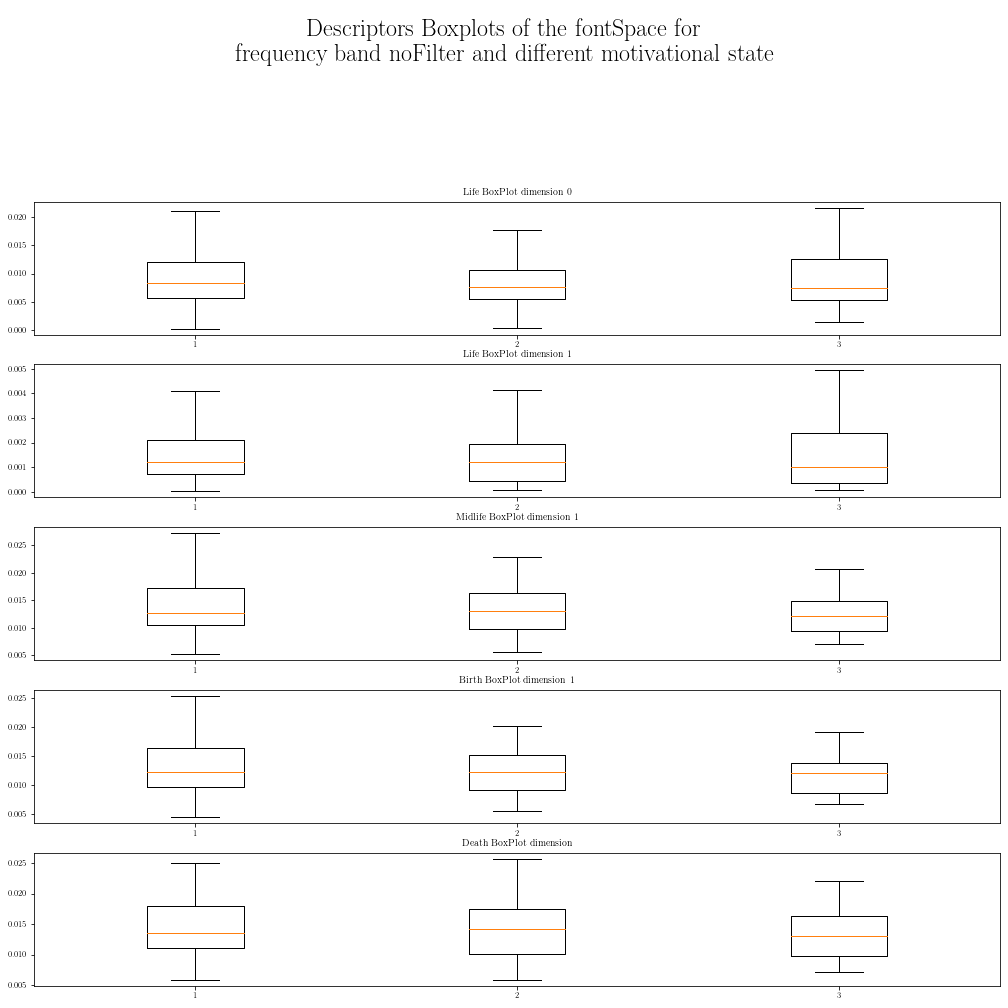 Descriptors Boxplots of the fontSpace for
frequency band noFilter and different motivational state
Life BoxPlot dimension 0
0.020
0.015
0.010
0.005
0.000
1 2 3
Life BoxPlot dimension 1
0.005
0.004
0.003
0.002
0.001
0.000
1 2 3
Midlife BoxPlot dimension 1
0.025
0.020
0.015
0.010
0.005
1 2 3
Birth BoxPlot dimension 1
0.025
0.020
0.015
0.010
0.005
1 2 3
Death BoxPlot dimension
0.025
0.020
0.015
0.010
0.005
1 2 3